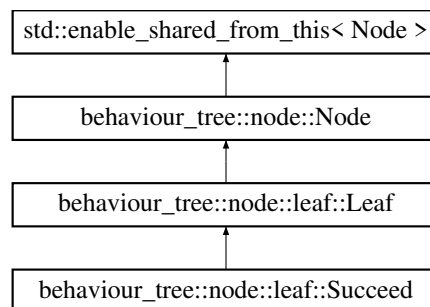 std::enable_shared_from_this< Node >
behaviour_tree::node::Node
behaviour_tree::node::leaf::Leaf
behaviour_tree::node::leaf::Succeed